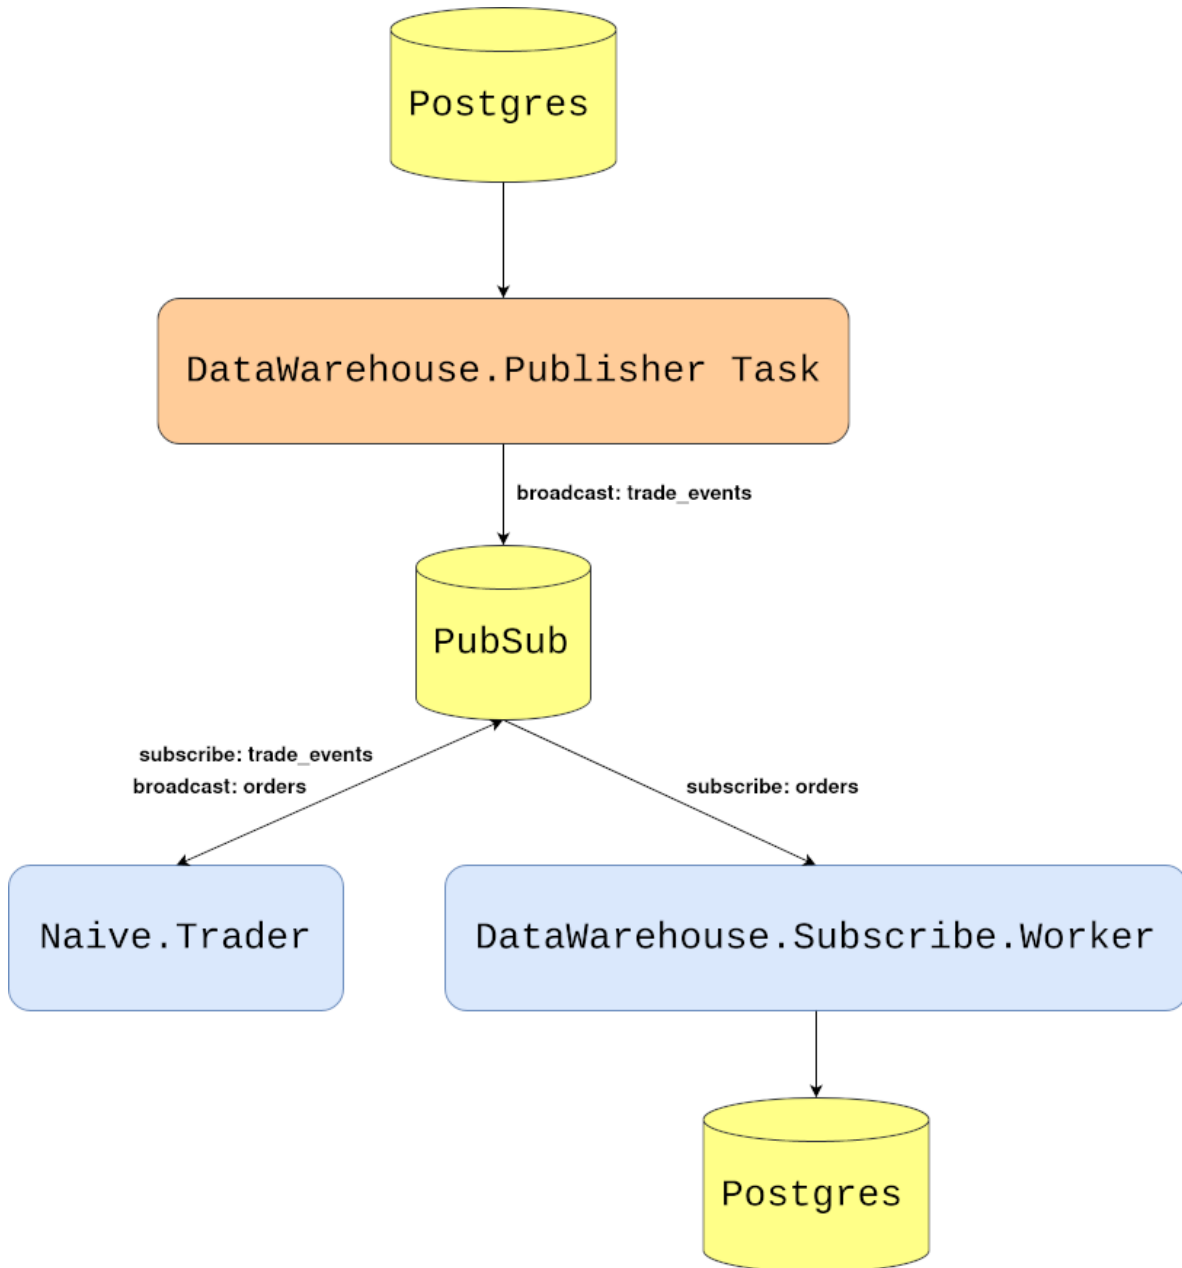 Postgres
DataWarehouse.Publisher Task
broadcast: trade_events
PubSub
subscribe: trade_events
broadcast: orders
subscribe: orders
Naive.Trader
DataWarehouse.Subscribe.Worker
Postgres